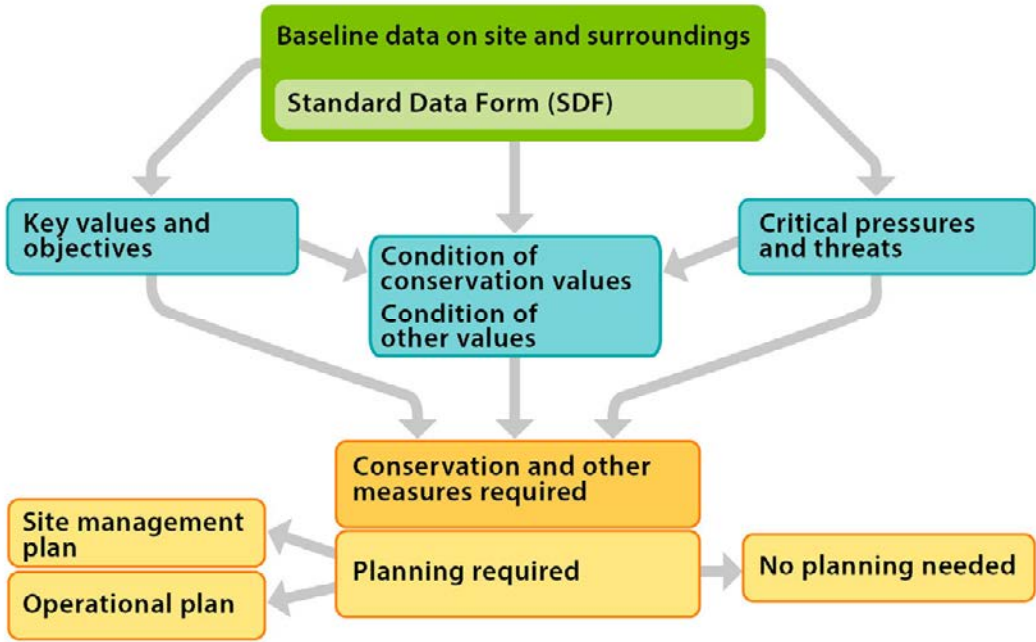 Baseline data on site and surroundings
Standard Data Form (SDF)
Key values and
objectives
Condition of
conservation values
Condition of
other values
Critical pressures
and threats
Conservation and other
measures required
Site management
plan
Operational plan
Planning required
No planning needed